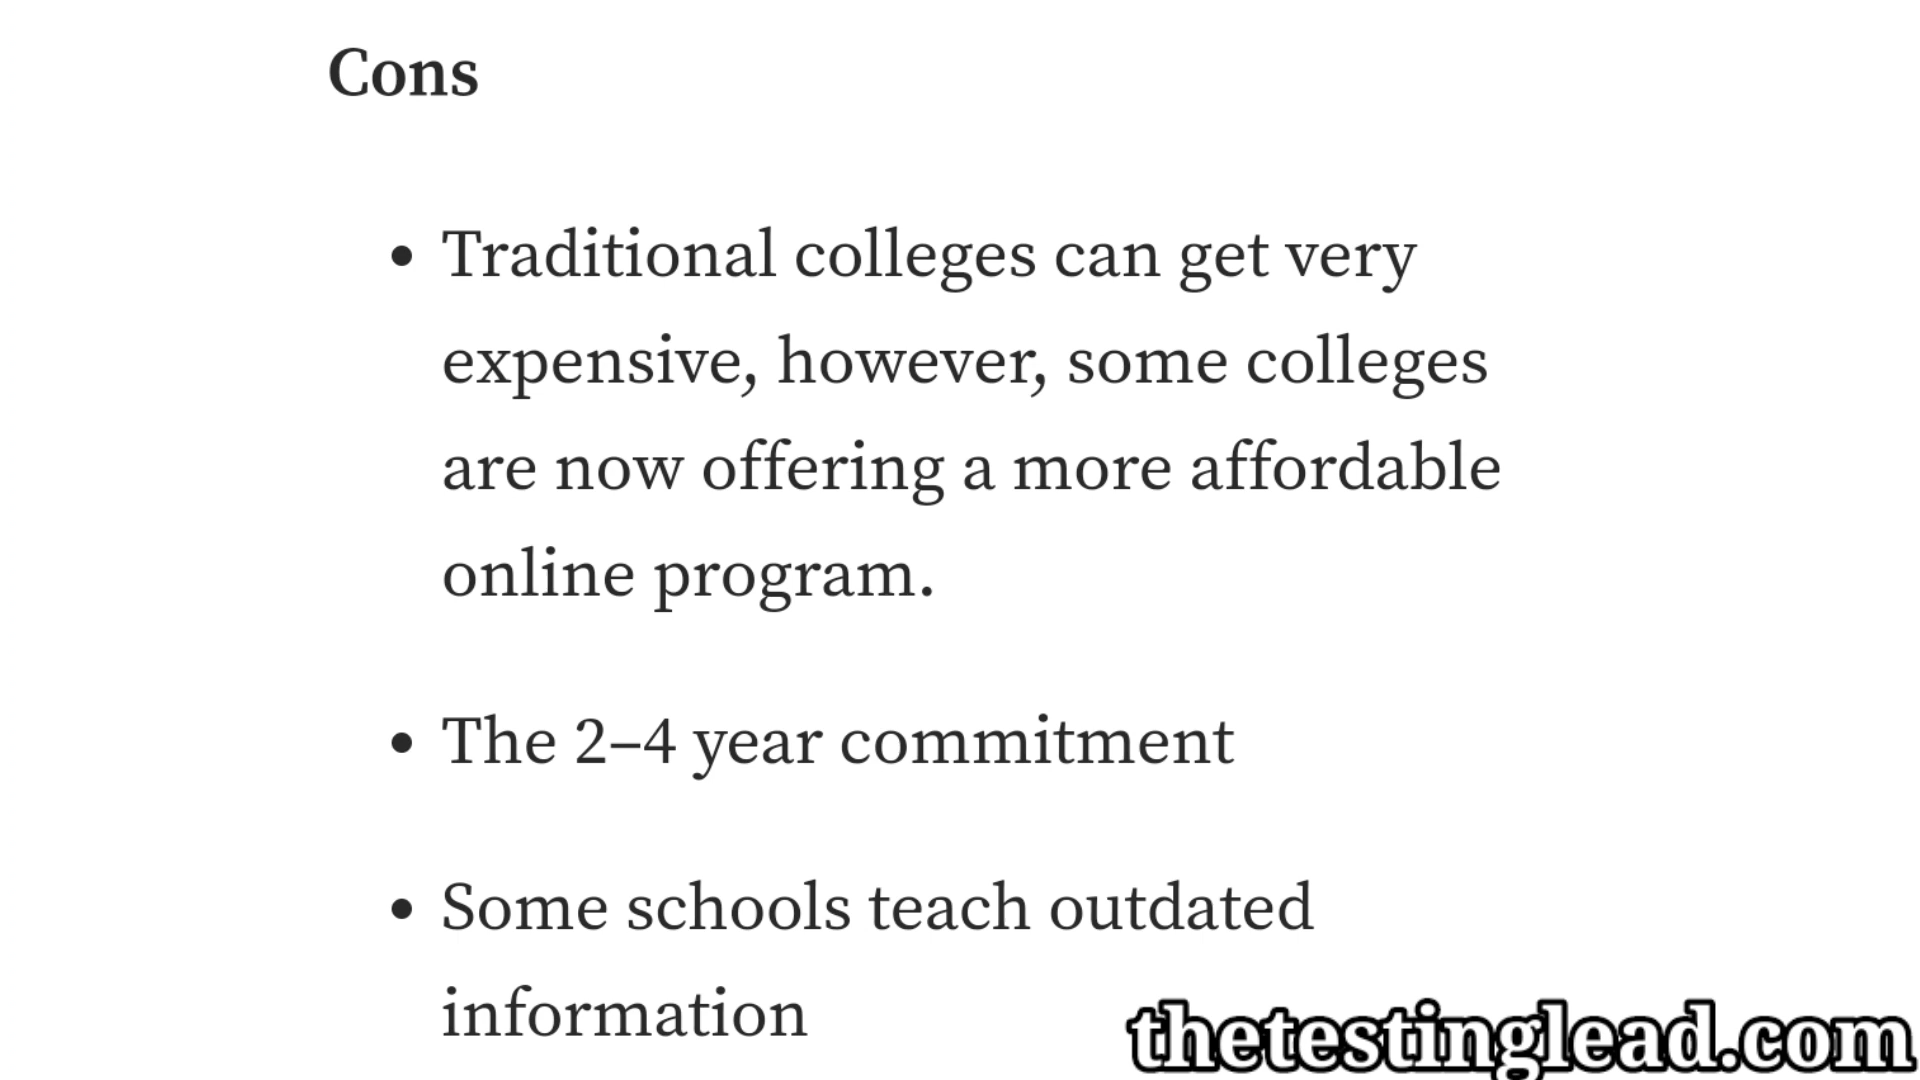 Cons
• Traditional colleges can get very
expensive, however, some colleges
are now offering a more affordable
online program.
• The 2–4 year commitment
• Some schools teach outdated
information
thetestinglead.com